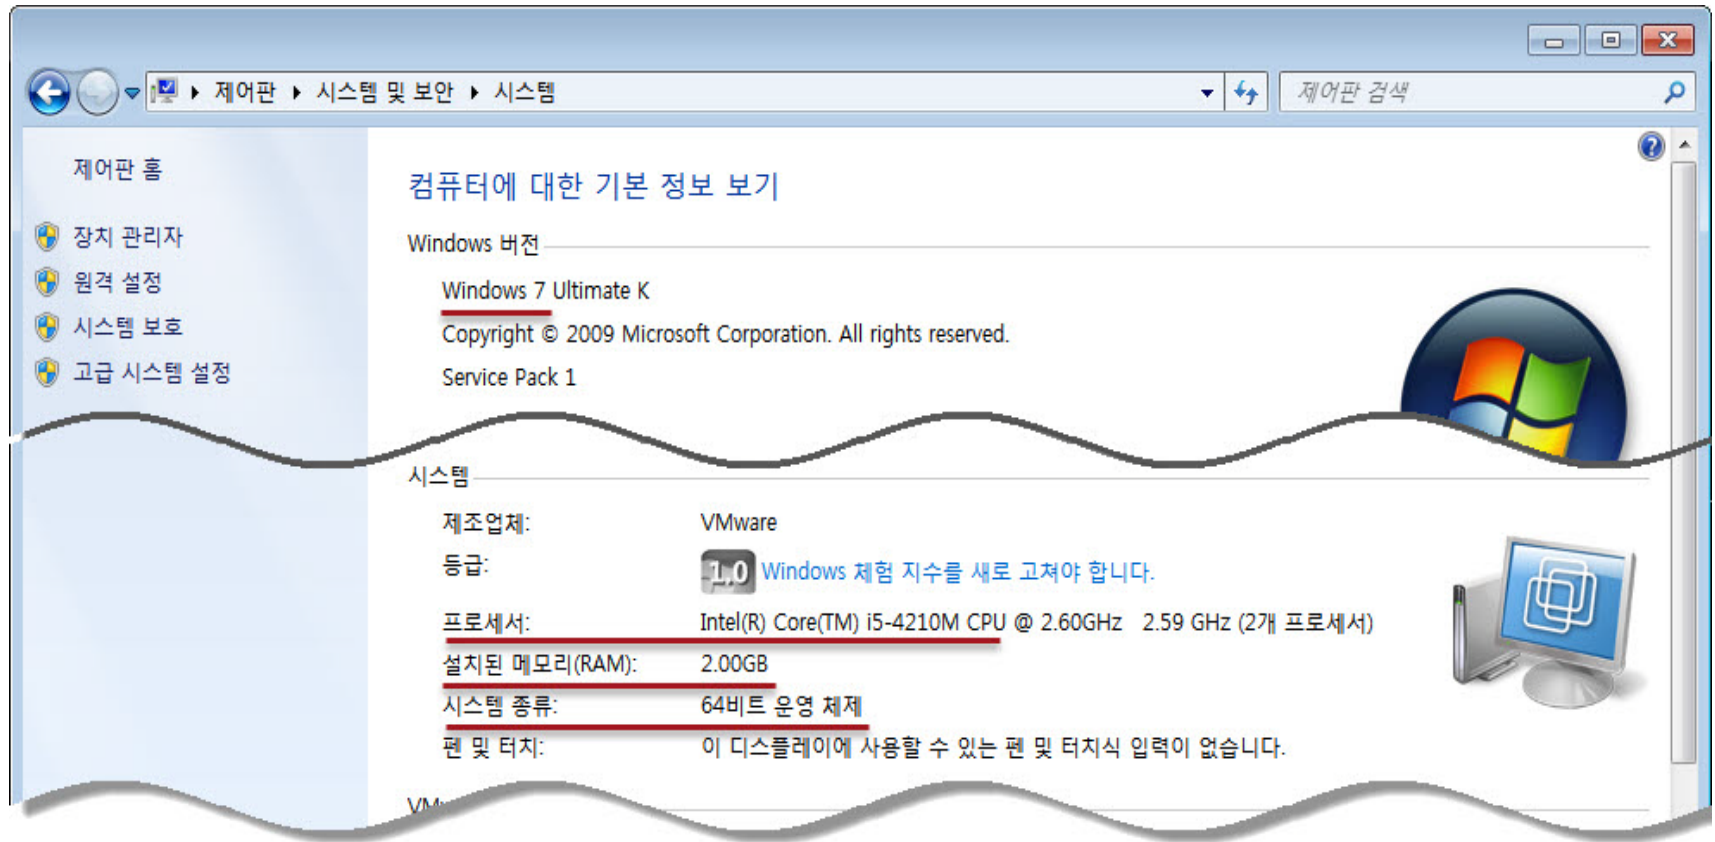 제어판 ▸ 시스템 및 보안 ▸ 시스템
제어판 검색
제어판 홈
장치 관리자
원격 설정
시스템 보호
고급 시스템 설정
컴퓨터에 대한 기본 정보 보기
Windows 버전
Windows 7 Ultimate K
Copyright © 2009 Microsoft Corporation. All rights reserved.
Service Pack 1
시스템
제조업체: VMware
등급: 1.0 Windows 체험 지수를 새로 고쳐야 합니다.
프로세서: Intel(R) Core(TM) i5-4210M CPU @ 2.60GHz 2.59 GHz (2개 프로세서)
설치된 메모리(RAM): 2.00GB
시스템 종류: 64비트 운영 체제
펜 및 터치: 이 디스플레이에 사용할 수 있는 펜 및 터치식 입력이 없습니다.